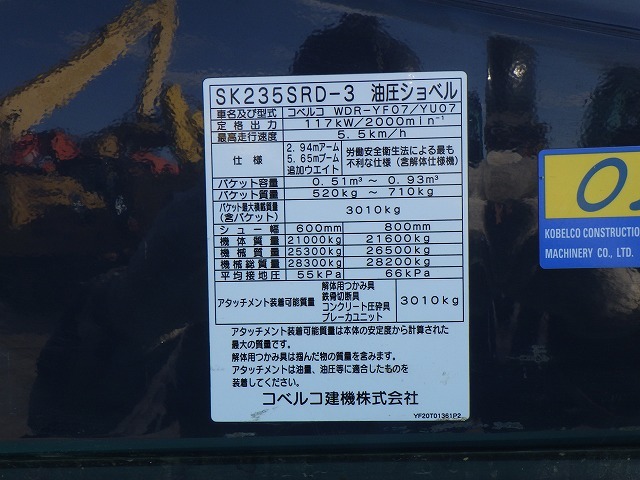 SK235SRD-3 油圧ショベル
車名及び型式 コベルコ WDR-YF07/YU07
定格出力 117kW/2000min⁻¹
最高走行速度 5.5km/h
仕様 2.94mアーム 5.65mブーム 追加ウエイト 労働安全衛生法による最も不利な仕様(含解体仕様機)
バケット容量 0.51m³ ~ 0.93m³
バケット質量 520kg ~ 710kg
バケット最大積載質量(含バケット) 3010kg
シュー幅 600mm 800mm
機体質量 21000kg 21600kg
機械質量 25300kg 26500kg
機械総質量 28300kg 28200kg
平均接地圧 55kPa 66kPa
アタッチメント装着可能質量 解体用つかみ具 鉄骨切断具 コンクリート圧砕具 ブレーカユニット 3010kg
アタッチメント装着可能質量は本体の安定度から計算された
最大の質量です。
解体用つかみ具は掴んだ物の質量を含みます。
アタッチメントは油量、油圧等に適合したものを
装着してください。
コベルコ建機株式会社
YF20T01361P2
KOBELCO CONSTRUCTION
MACHINERY CO., LTD.